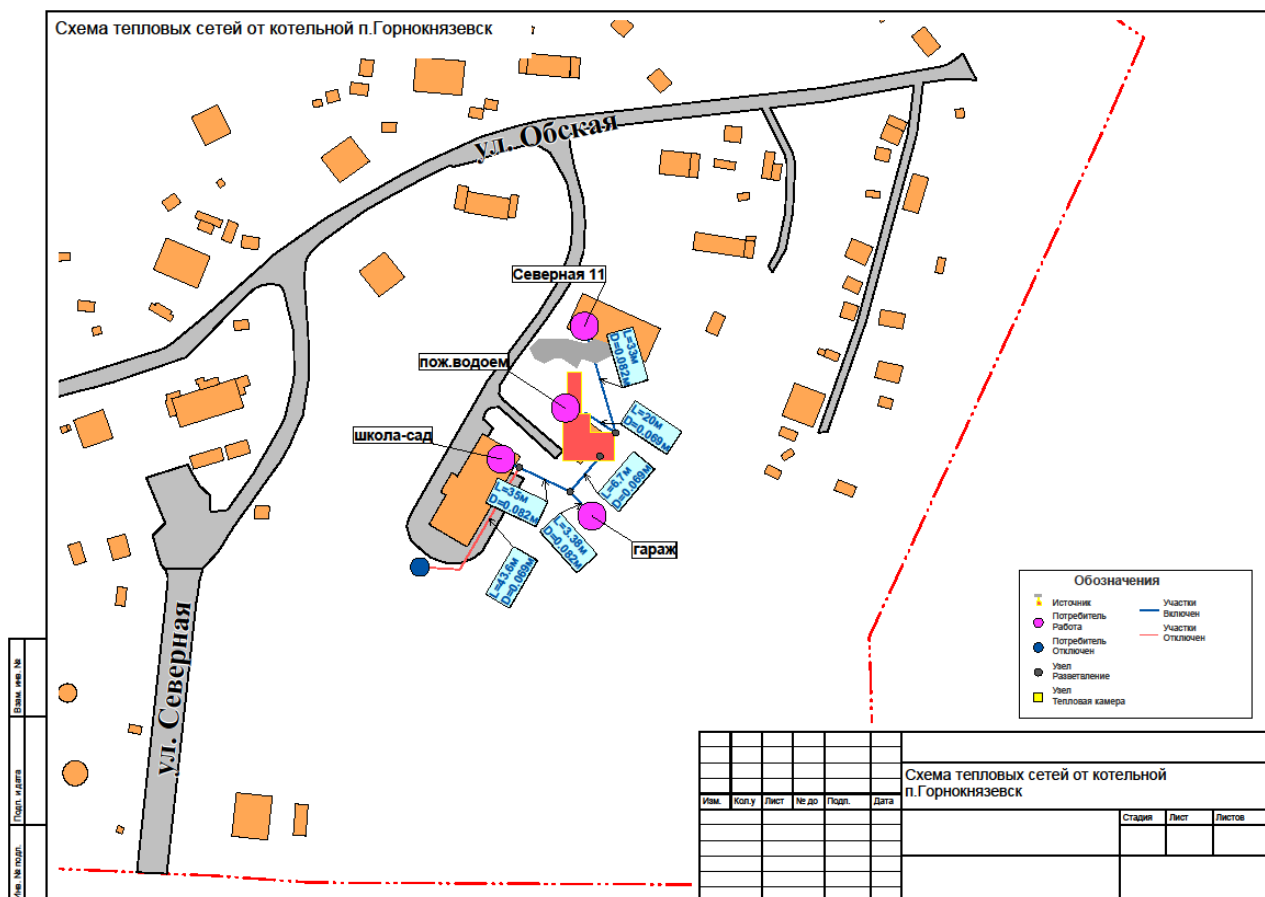 Схема тепловых сетей от котельной п.Горнокнязевск
ул. Обская
Северная 11
L=33м
D=0.082м
пож.водоем
L=20м
D=0.069м
школа-сад
L=6.7м
D=0.069м
L=35м
D=0.082м
L=3.38м
D=0.082м
гараж
L=43.6м
D=0.069м
ул. Северная
Обозначения
Источник
Потребитель
Работа
Потребитель
Отключен
Узел
Разветвление
Узел
Тепловая камера
Участки
Включен
Участки
Отключен
Взам. инв. №
Подп. и дата
Инв. № подл.
Изм.
Кол.у
Лист
№ до
Подп.
Дата
Схема тепловых сетей от котельной
п.Горнокнязевск
Стадия
Лист
Листов